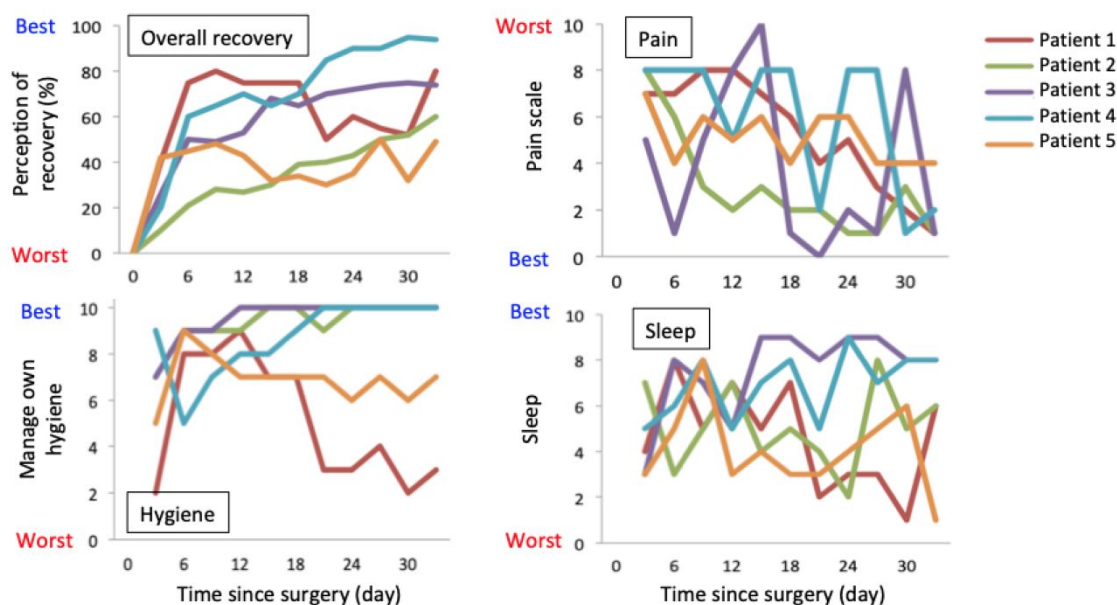 Best
Overall recovery
100
80
60
40
20
0
Perception of
recovery (%)
Worst
0 6 12 18 24 30
Worst
Pain
10
8
6
4
2
0
Pain scale
Best
0 6 12 18 24 30
Patient 1
Patient 2
Patient 3
Patient 4
Patient 5
Best
10
8
6
4
2
0
Manage own
hygiene
Hygiene
Worst
0 6 12 18 24 30
Time since surgery (day)
Best
Sleep
10
8
6
4
2
0
Sleep
Worst
0 6 12 18 24 30
Time since surgery (day)